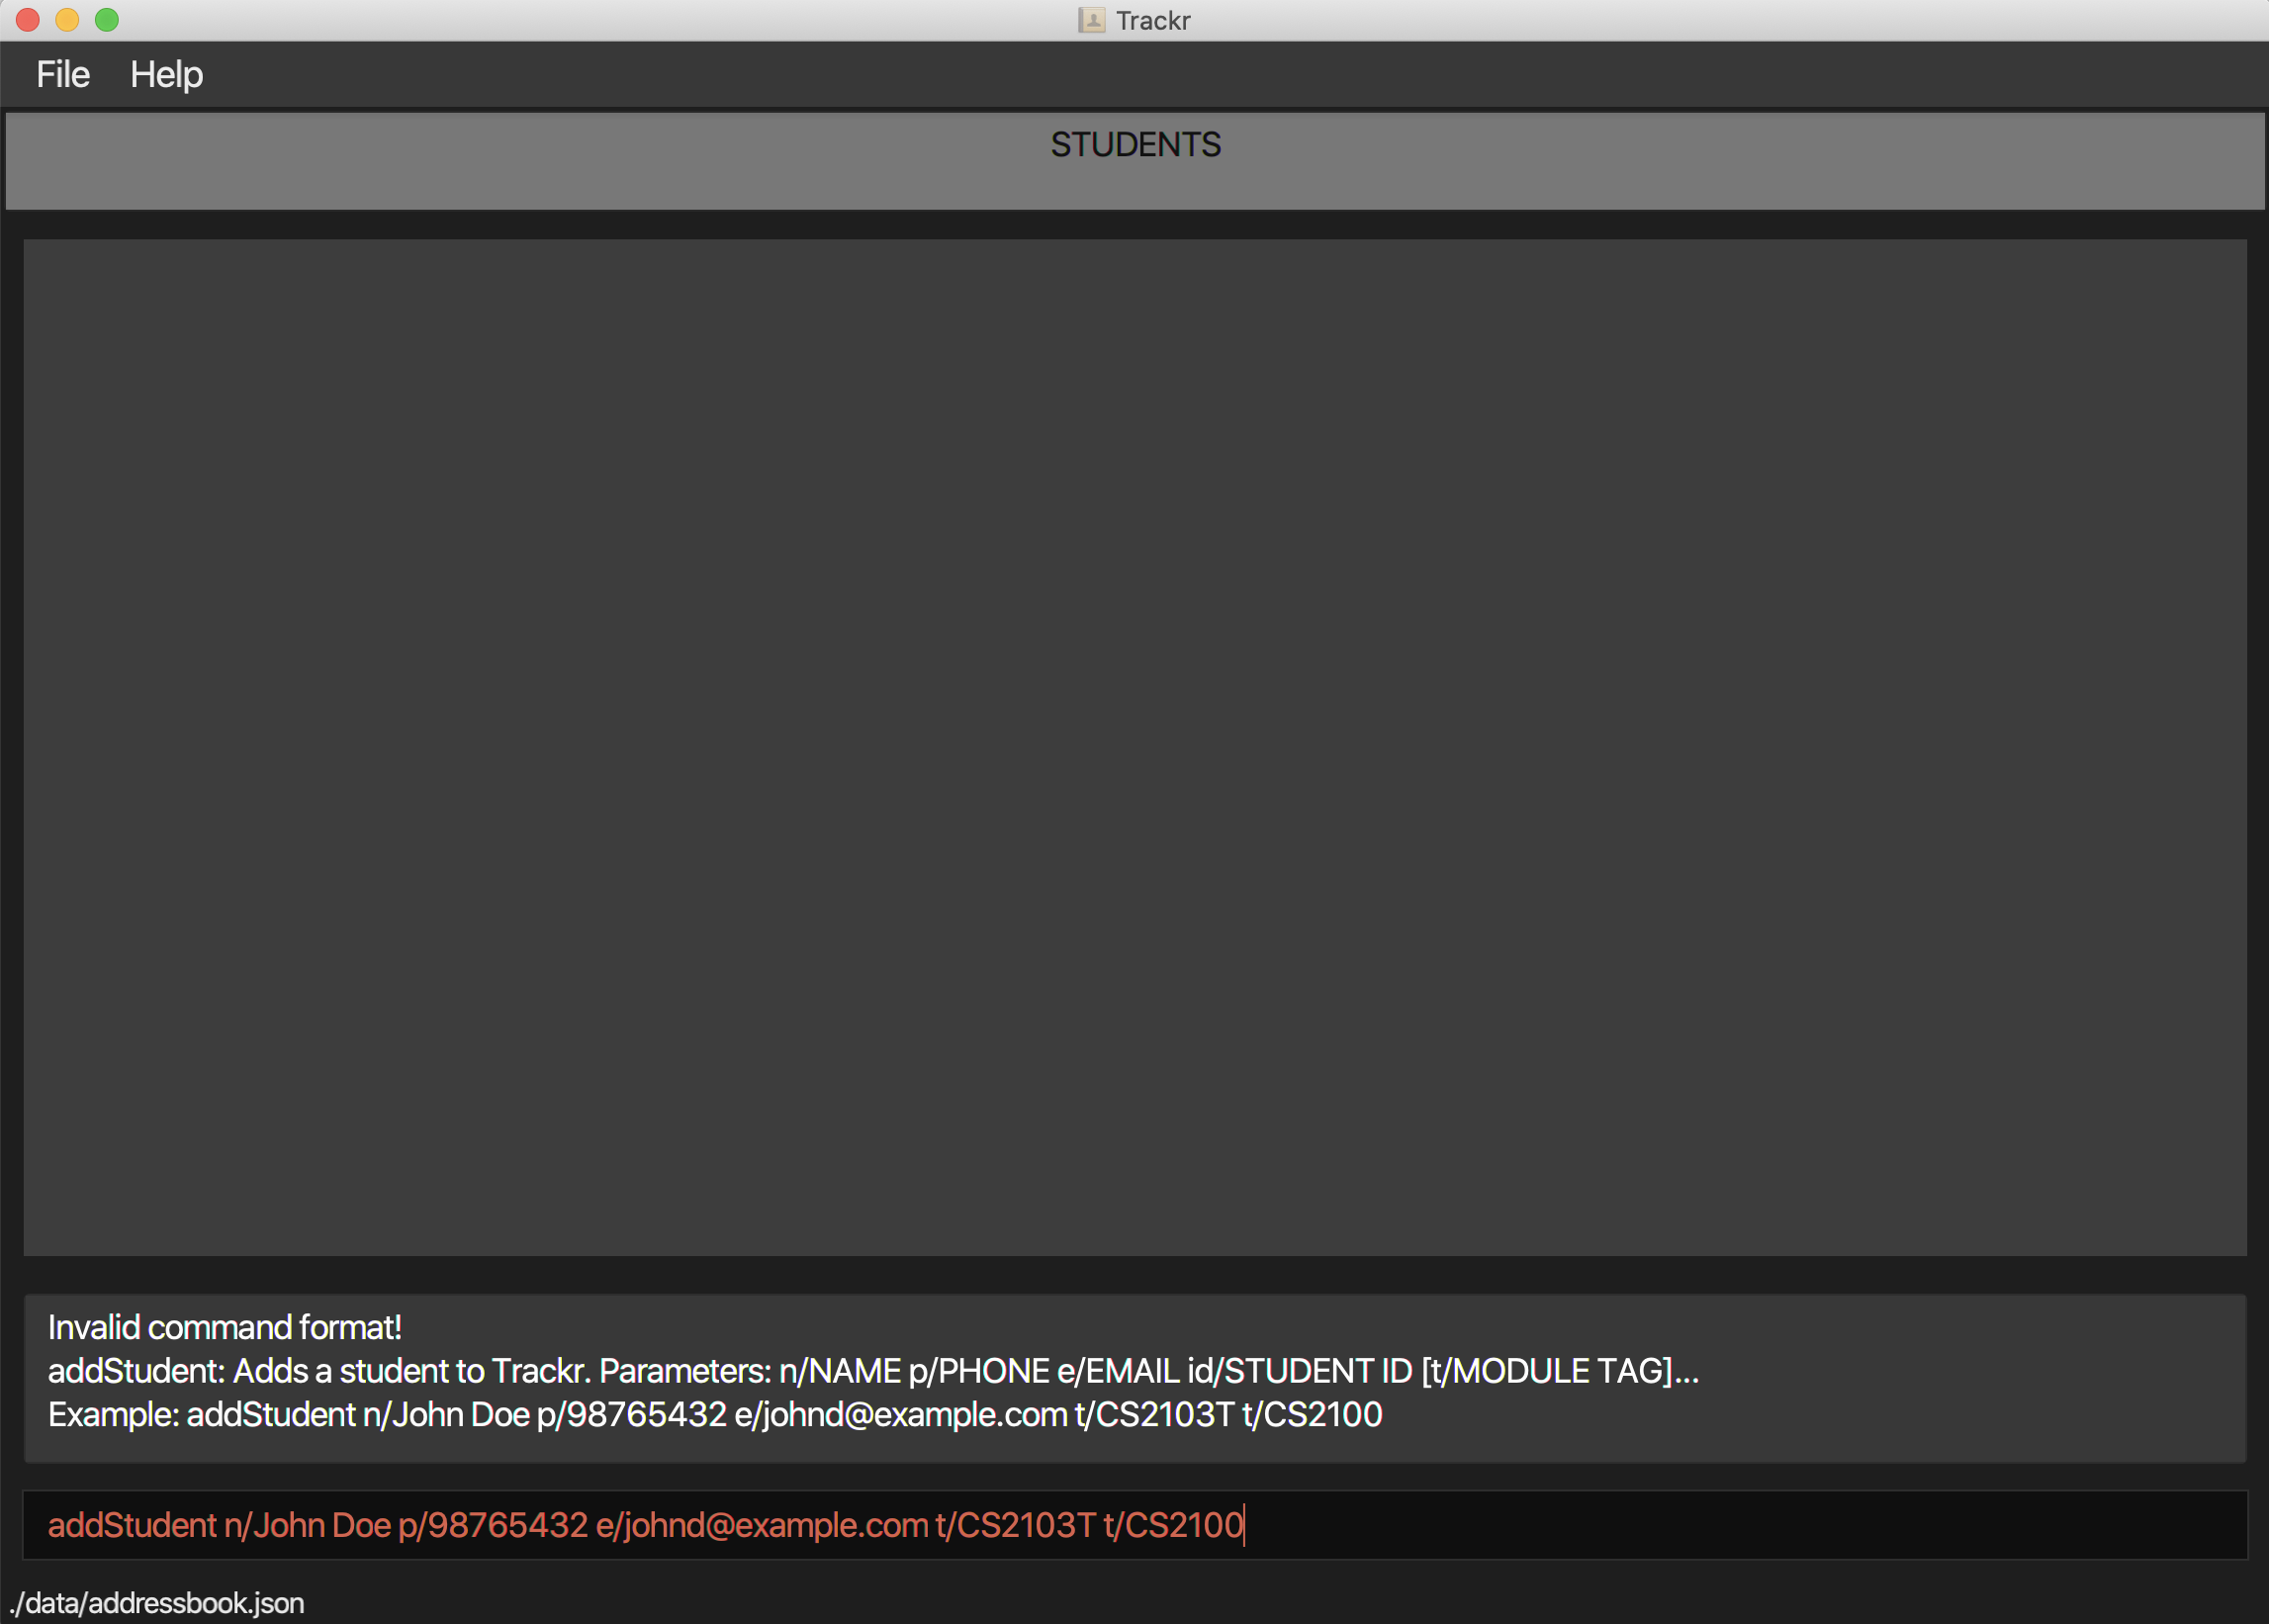 Trackr
File Help
STUDENTS
Invalid command format!
addStudent: Adds a student to Trackr. Parameters: n/NAME p/PHONE e/EMAIL id/STUDENT ID [t/MODULE TAG]...
Example: addStudent n/John Doe p/98765432 e/johnd@example.com t/CS2103T t/CS2100
addStudent n/John Doe p/98765432 e/johnd@example.com t/CS2103T t/CS2100
./data/addressbook.json